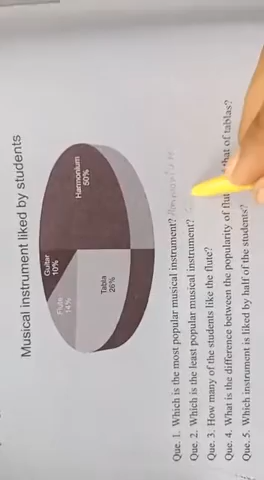 Musical instrument liked by students
Guitar
10%
Flute
14%
Harmonium
50%
Tabla
26%
Que. 1. Which is the most popular musical instrument?
Que. 2. Which is the least popular musical instrument?
Que. 3. How many of the students like the flute?
Que. 4. What is the difference between the popularity of that of tablas?
Que. 5. Which instrument is liked by half of the students?